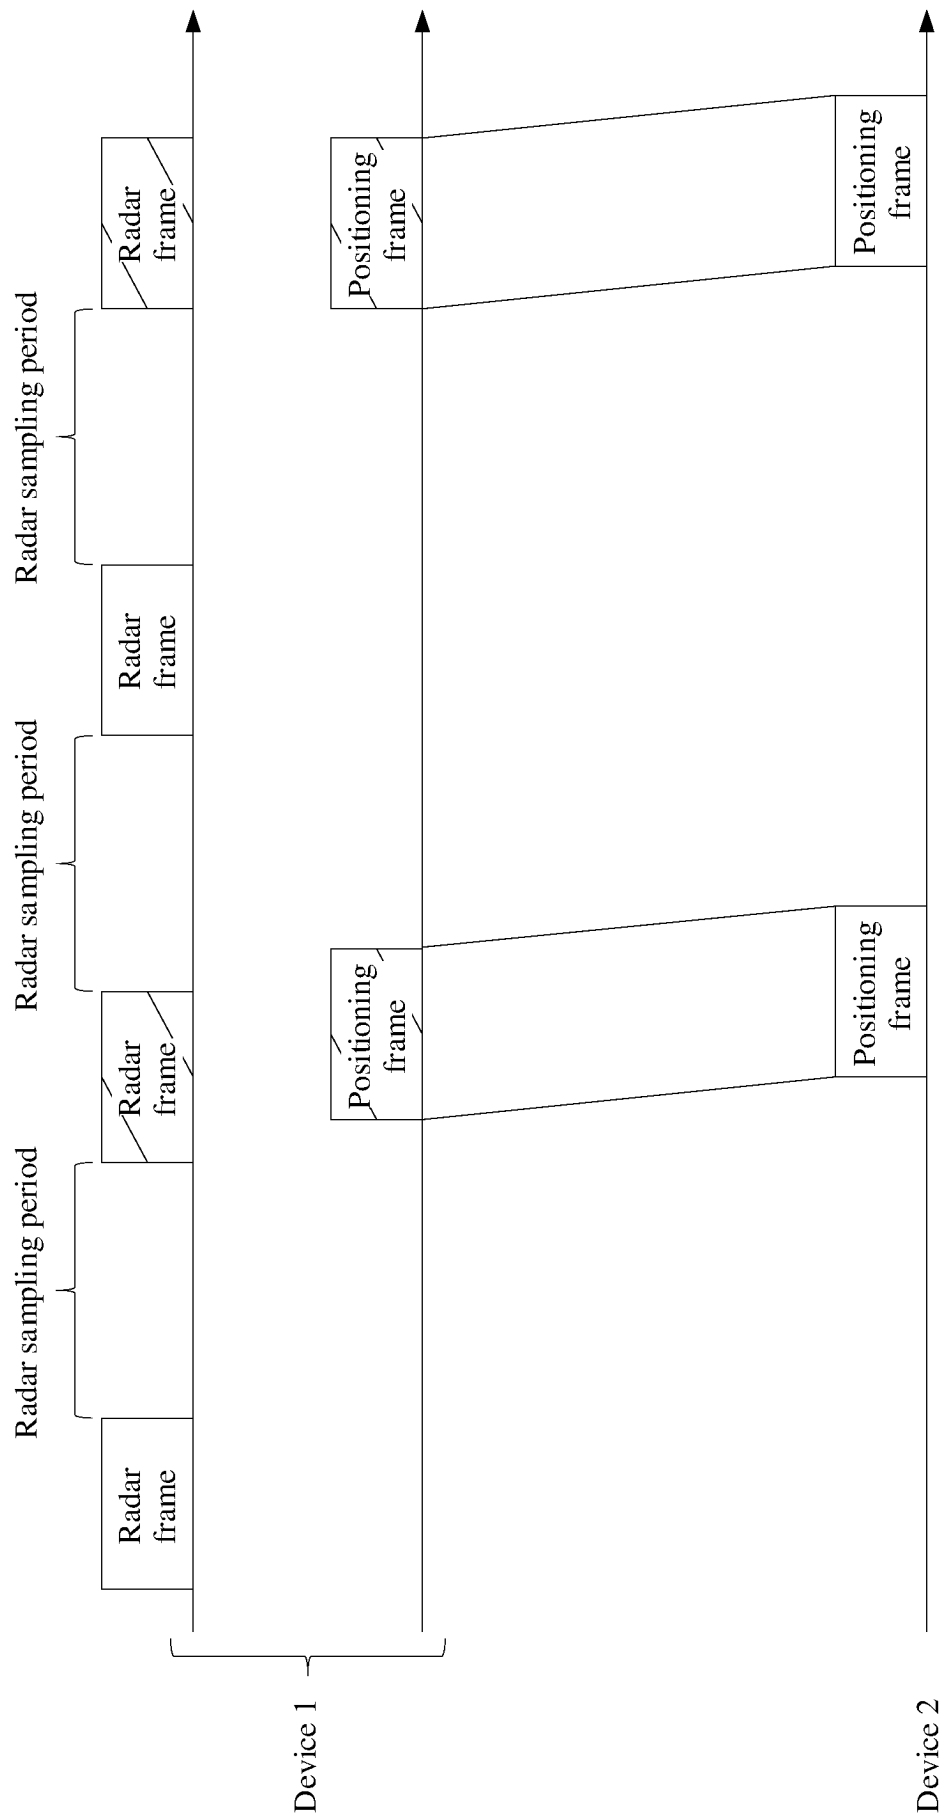 Radar sampling period
Radar sampling period
Radar sampling period
Radar
frame
Radar
frame
Radar
frame
Radar
frame
Device 1
Positioning
frame
Positioning
frame
Positioning
frame
Positioning
frame
Device 2